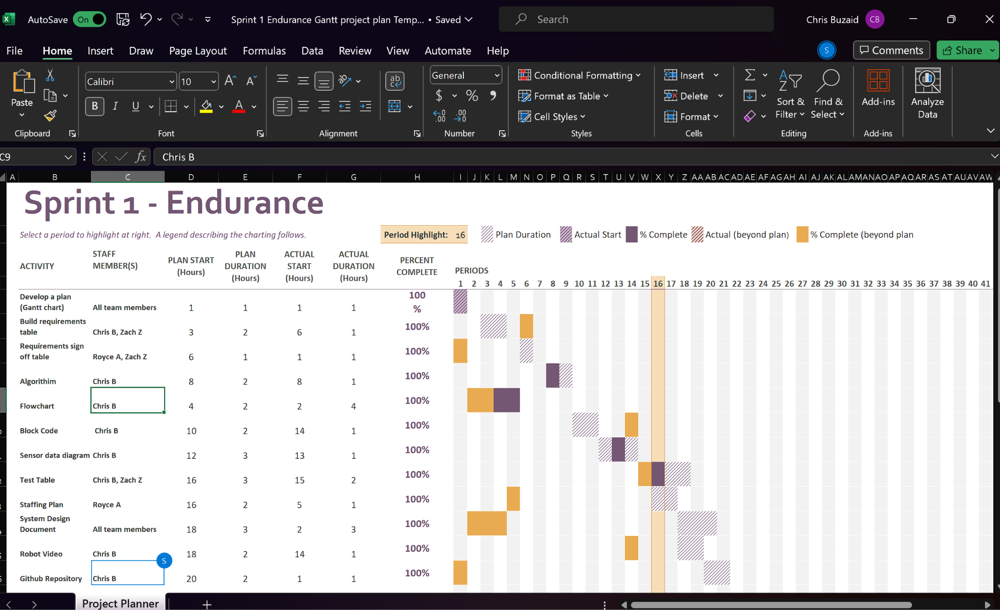 AutoSave On Sprint 1 Endurance Gantt project plan Temp... • Saved Search Chris Buzaid CB
File Home Insert Draw Page Layout Formulas Data Review View Automate Help S Comments Share
Paste Calibri 10 General Conditional Formatting Insert
B I U A $ % Format as Table Delete Sort & Filter Find & Select Add-ins Analyze Data
Cell Styles Format
Clipboard Font Alignment Number Styles Cells Editing Add-ins
C9 fx Chris B
A B C D E F G H I J K L M N O P Q R S T U V W X Y Z AA AB AC AD AE AF AG AH AI AJ AK AL AM AN AO AP AQ AR AS AT AU AV AW
Sprint 1 - Endurance
Select a period to highlight at right. A legend describing the charting follows. Period Highlight: 16 Plan Duration Actual Start % Complete Actual (beyond plan) % Complete (beyond plan
ACTIVITY STAFF MEMBER(S) PLAN START (Hours) PLAN DURATION (Hours) ACTUAL START (Hours) ACTUAL DURATION (Hours) PERCENT COMPLETE PERIODS
1 2 3 4 5 6 7 8 9 10 11 12 13 14 15 16 17 18 19 20 21 22 23 24 25 26 27 28 29 30 31 32 33 34 35 36 37 38 39 40 41
Develop a plan (Gantt chart) All team members 1 1 1 1 100 %
Build requirements table Chris B, Zach Z 3 2 6 1 100%
Requirements sign off table Royce A, Zach Z 6 1 1 1 100%
Algorithim Chris B 8 2 8 1 100%
Flowchart Chris B 4 2 2 4 100%
Block Code Chris B 10 2 14 1 100%
Sensor data diagram Chris B 12 3 13 1 100%
Test Table Chris B, Zach Z 16 3 15 2 100%
Staffing Plan Royce A 16 2 5 1 100%
System Design Document All team members 18 3 2 3 100%
Robot Video Chris B 18 2 14 1 100%
S
Github Repository Chris B 20 2 1 1 100%
Project Planner